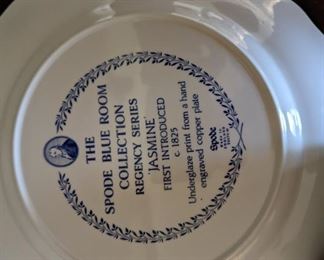 THE
SPODE BLUE ROOM
COLLECTION
REGENCY SERIES
'JASMINE'
FIRST INTRODUCED
c. 1825
Underglaze print from a hand
engraved copper plate
Spode